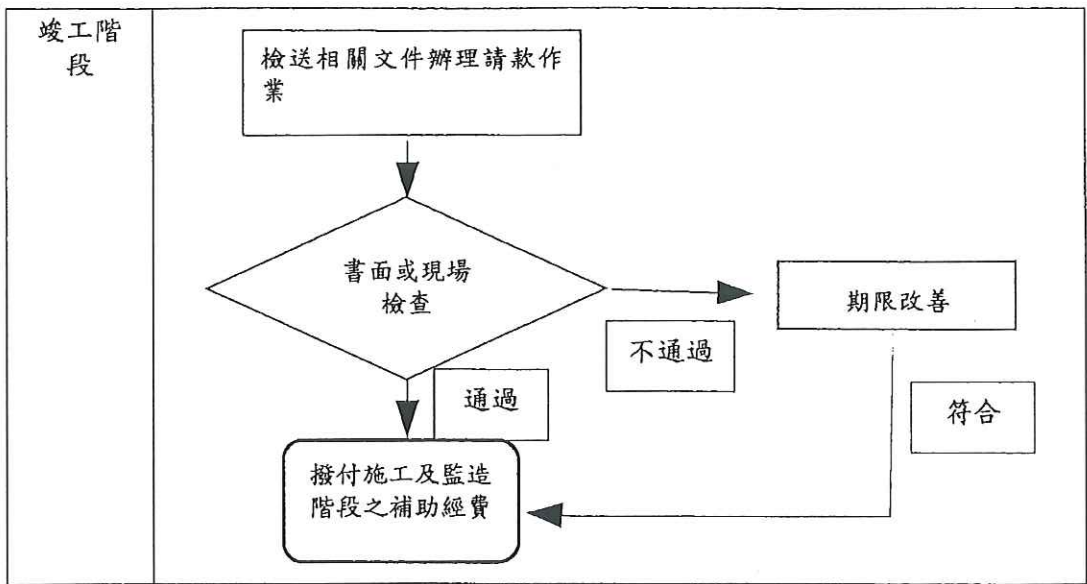 竣工階
段
檢送相關文件辦理請款作
業
書面或現場
檢查
期限改善
不通過
通過
符合
撥付施工及監造
階段之補助經費